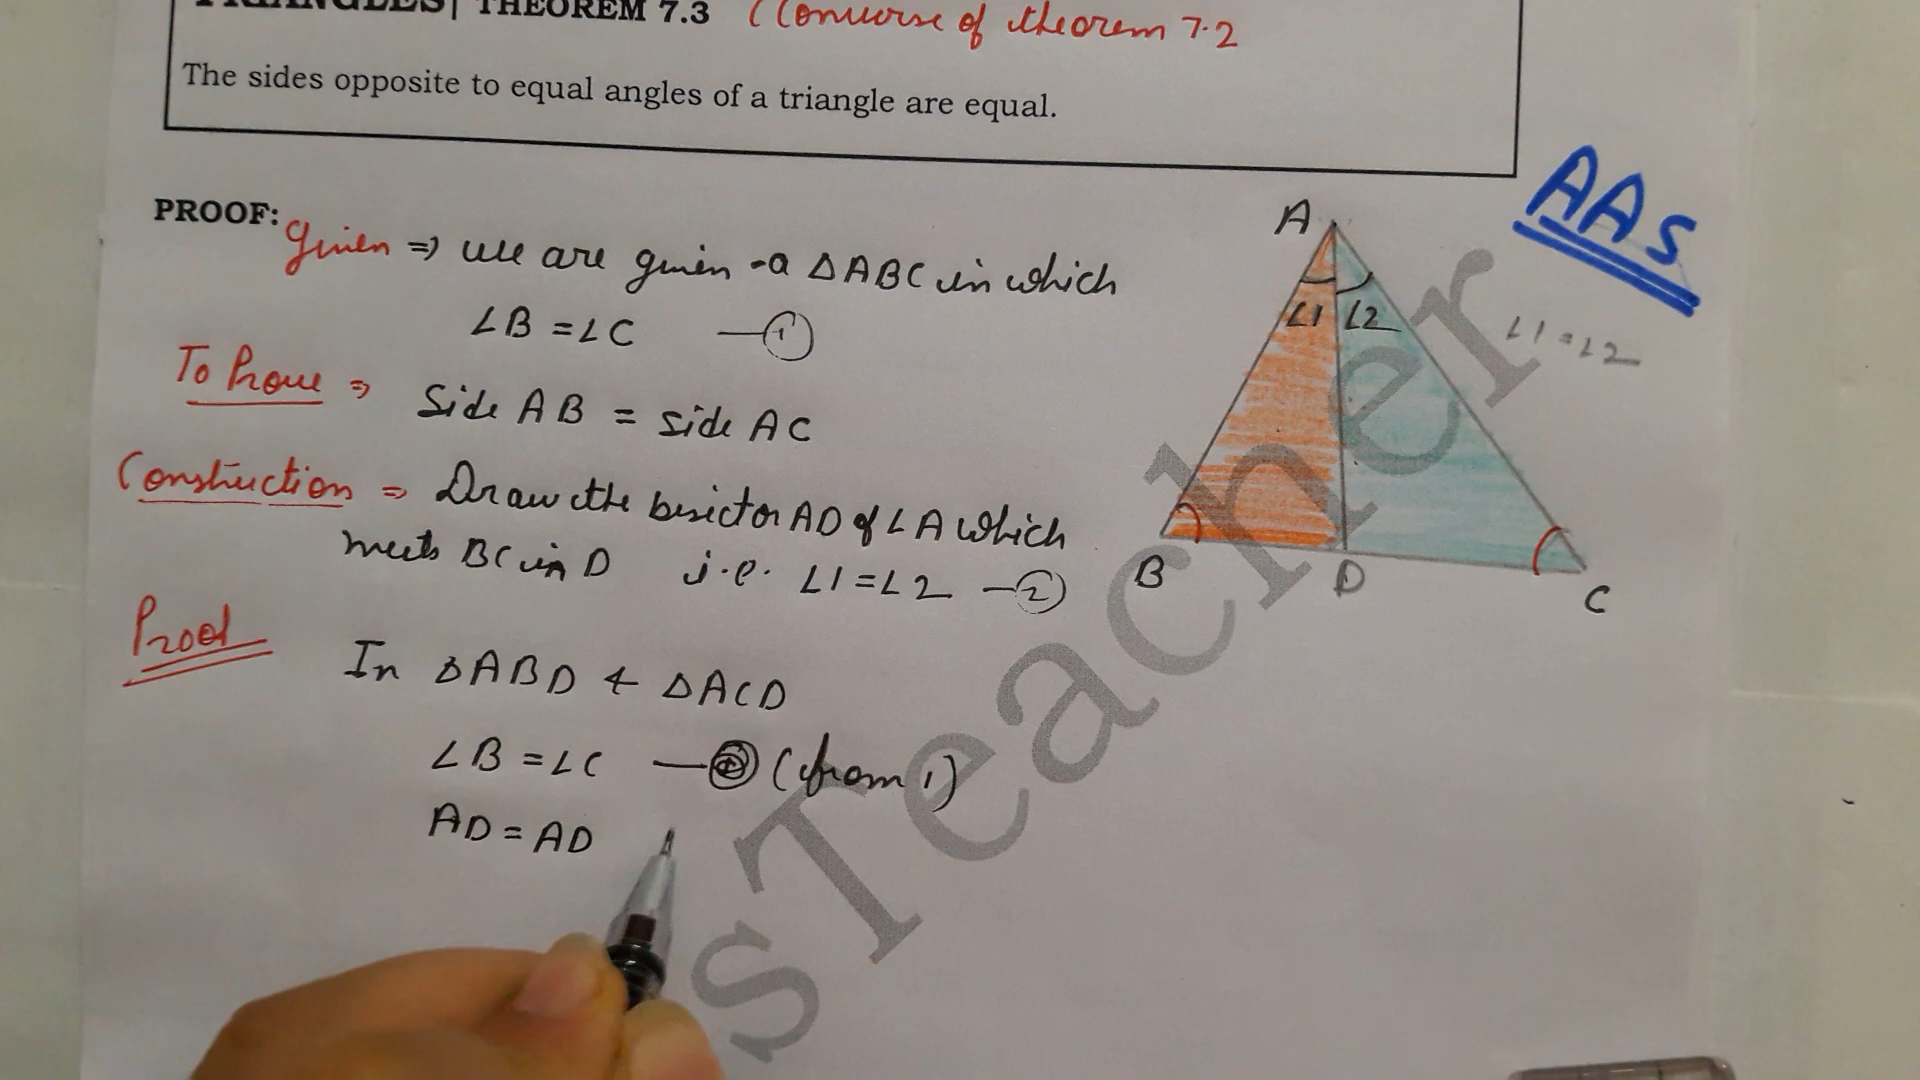 TRIANGLES| THEOREM 7.3 (Converse of theorem 7.2
The sides opposite to equal angles of a triangle are equal.
AAS
PROOF:
Given ⇒ we are given a ΔABC in which
∠B = ∠C —①
To Prove ⇒ Side AB = side AC
Construction ⇒ Draw the bisector AD of ∠A which
meets BC in D i.e. ∠1 = ∠2 —②
Proof
In ΔABD & ΔACD
∠B = ∠C — (from 1)
AD = AD
A
∠1 ∠2
∠1 = ∠2
B D C
sTeacher